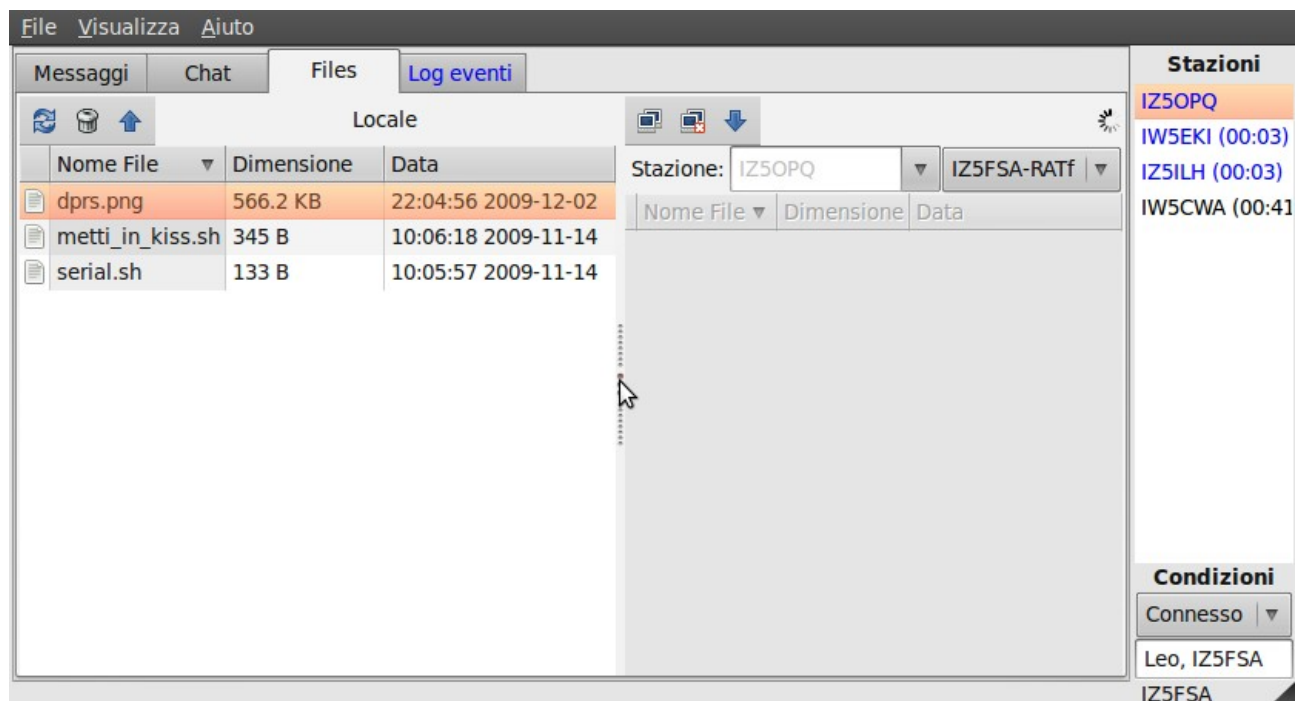 File Visualizza Aiuto
Messaggi Chat Files Log eventi
Locale
Nome File Dimensione Data
dprs.png 566.2 KB 22:04:56 2009-12-02
metti_in_kiss.sh 345 B 10:06:18 2009-11-14
serial.sh 133 B 10:05:57 2009-11-14
Stazione: IZ5OPQ IZ5FSA-RATf
Nome File Dimensione Data
Stazioni
IZ5OPQ
IW5EKI (00:03)
IZ5ILH (00:03)
IW5CWA (00:41
Condizioni
Connesso
Leo, IZ5FSA
IZ5FSA